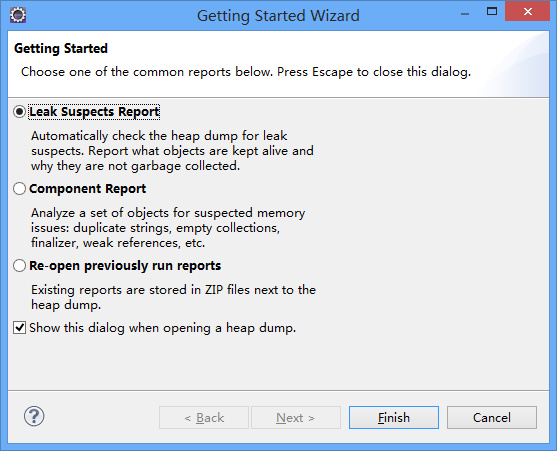 Getting Started Wizard
Getting Started
Choose one of the common reports below. Press Escape to close this dialog.
Leak Suspects Report
Automatically check the heap dump for leak
suspects. Report what objects are kept alive and
why they are not garbage collected.
Component Report
Analyze a set of objects for suspected memory
issues: duplicate strings, empty collections,
finalizer, weak references, etc.
Re-open previously run reports
Existing reports are stored in ZIP files next to the
heap dump.
Show this dialog when opening a heap dump.
? < Back Next > Finish Cancel